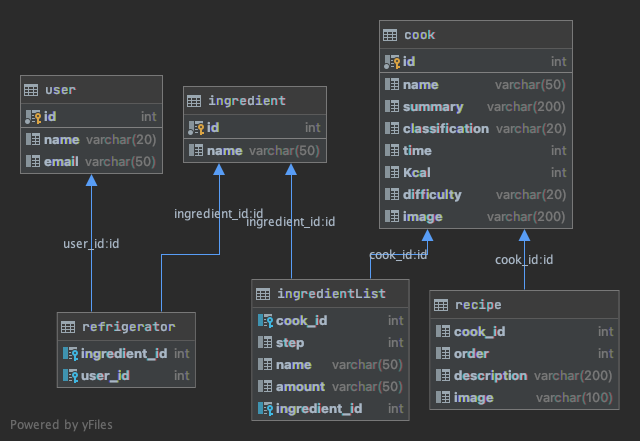 cook
id int
name varchar(50)
summary varchar(200)
classification varchar(20)
time int
Kcal int
difficulty varchar(20)
image varchar(200)
user
id int
name varchar(20)
email varchar(50)
ingredient
id int
name varchar(50)
ingredient_id:id
ingredient_id:id
user_id:id
cook_id:id
cook_id:id
refrigerator
ingredient_id int
user_id int
ingredientList
cook_id int
step int
name varchar(50)
amount varchar(50)
ingredient_id int
recipe
cook_id int
order int
description varchar(200)
image varchar(100)
Powered by yFiles